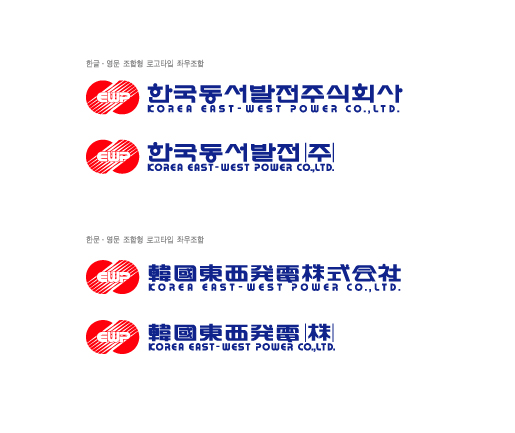 한글·영문 조합형 로고타입 좌우조합
EWP 한국동서발전주식회사
KOREA EAST-WEST POWER CO.,LTD.
EWP 한국동서발전|주|
KOREA EAST-WEST POWER CO.,LTD.
한문·영문 조합형 로고타입 좌우조합
EWP 韓國東西発電株式会社
KOREA EAST-WEST POWER CO.,LTD.
EWP 韓國東西発電|株|
KOREA EAST-WEST POWER CO.,LTD.